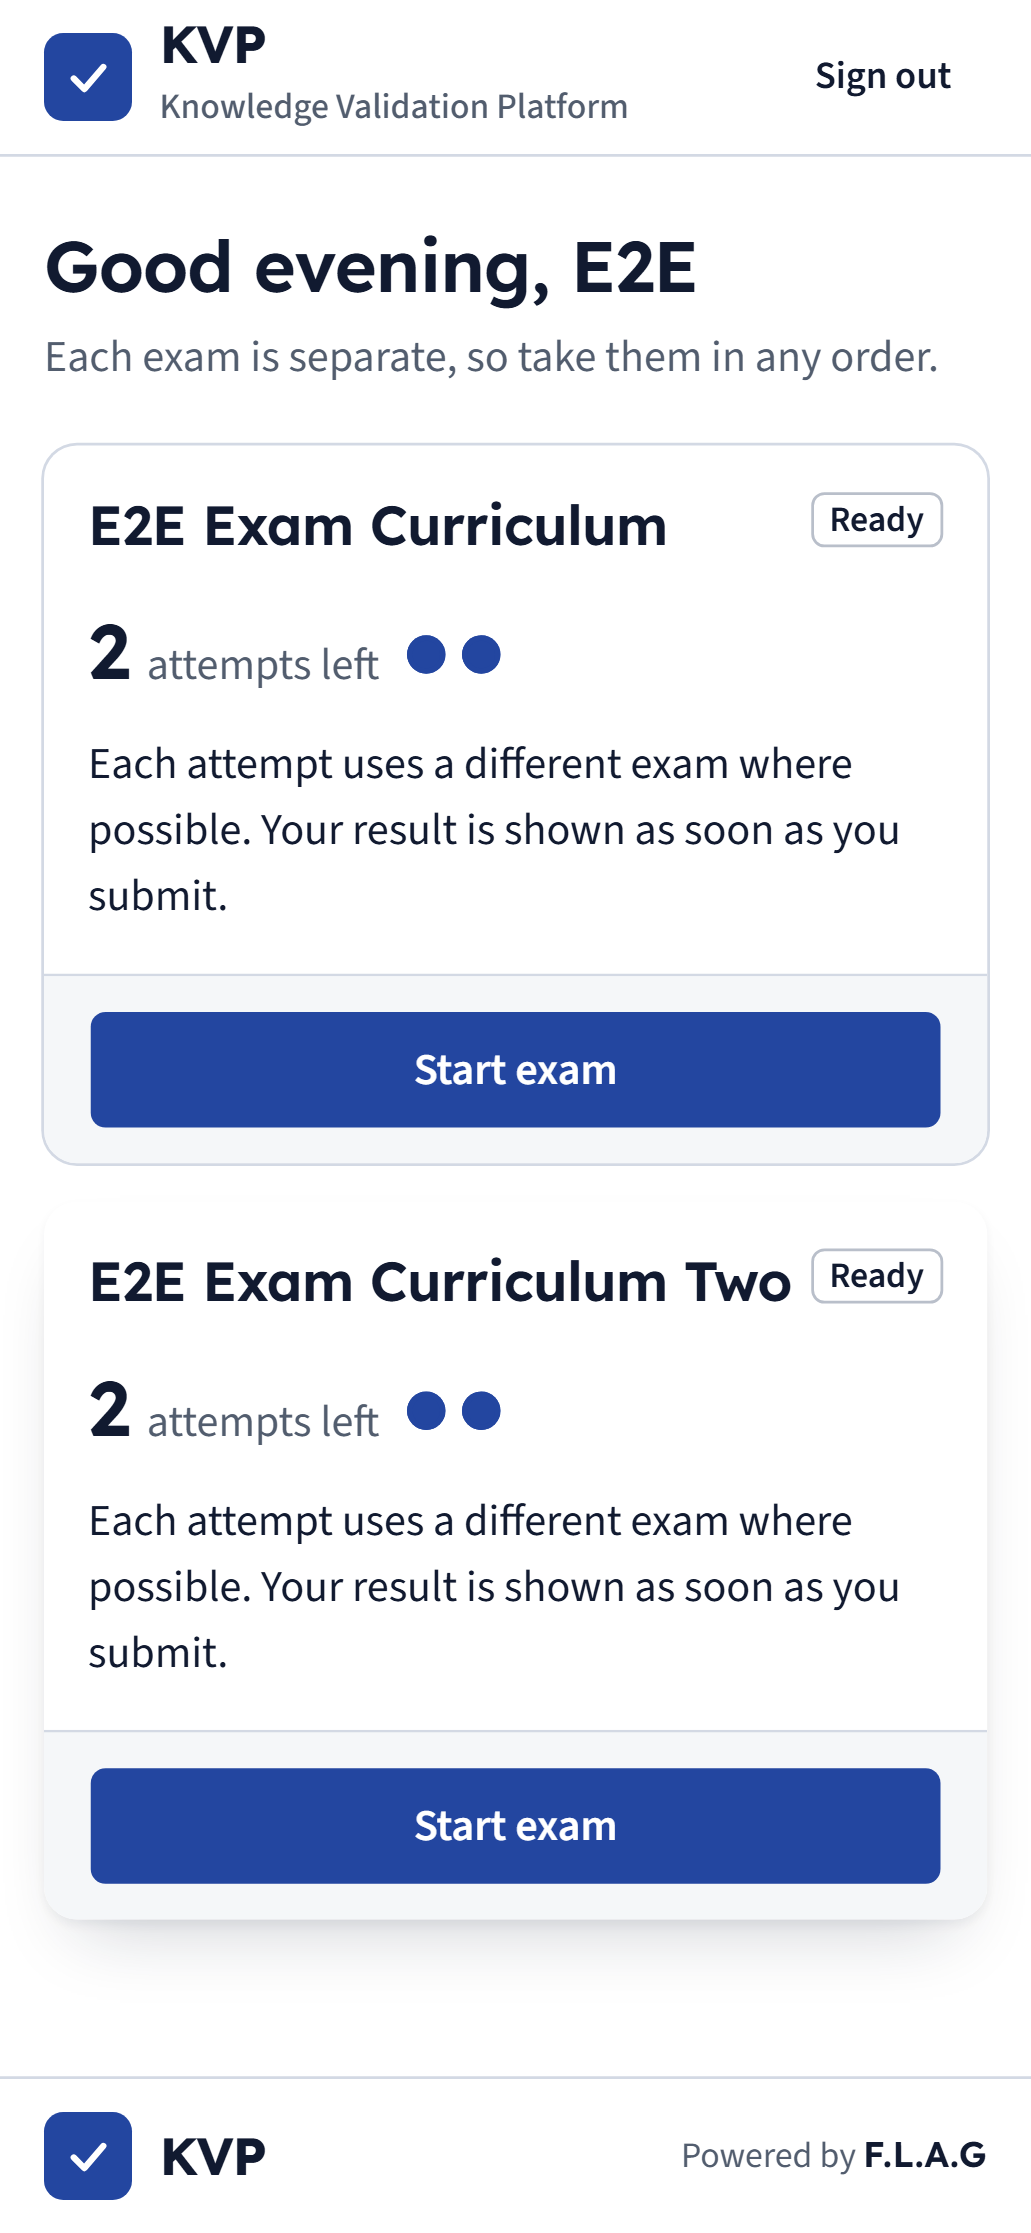 KVP
Knowledge Validation Platform
Sign out
Good evening, E2E
Each exam is separate, so take them in any order.
E2E Exam Curriculum
Ready
2 attempts left
Each attempt uses a different exam where
possible. Your result is shown as soon as you
submit.
Start exam
E2E Exam Curriculum Two
Ready
2 attempts left
Each attempt uses a different exam where
possible. Your result is shown as soon as you
submit.
Start exam
KVP
Powered by F.L.A.G